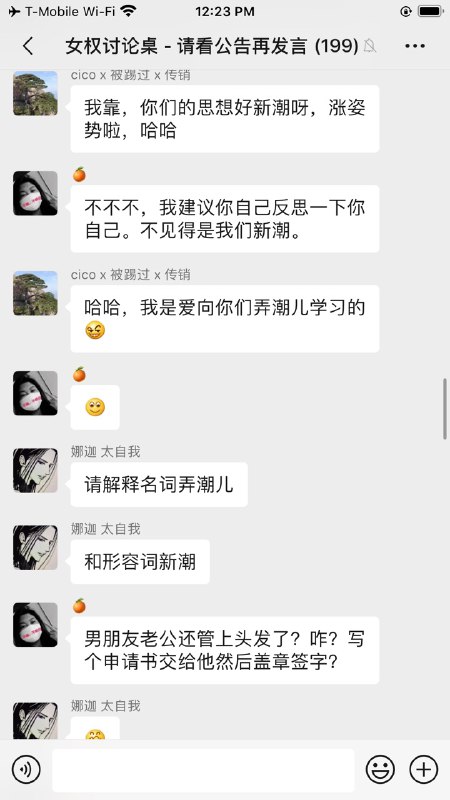 T-Mobile Wi-Fi
12:23 PM
女权讨论桌 - 请看公告再发言 (199)
cico x 被踢过 x 传销
我靠，你们的思想好新潮呀，涨姿
势啦，哈哈
不不不，我建议你自己反思一下你
自己。不见得是我们新潮。
cico x 被踢过 x 传销
哈哈，我是爱向你们弄潮儿学习的
娜迦 太自我
请解释名词弄潮儿
娜迦 太自我
和形容词新潮
男朋友老公还管上头发了？咋？写
个申请书交给他然后盖章签字？
娜迦 太自我